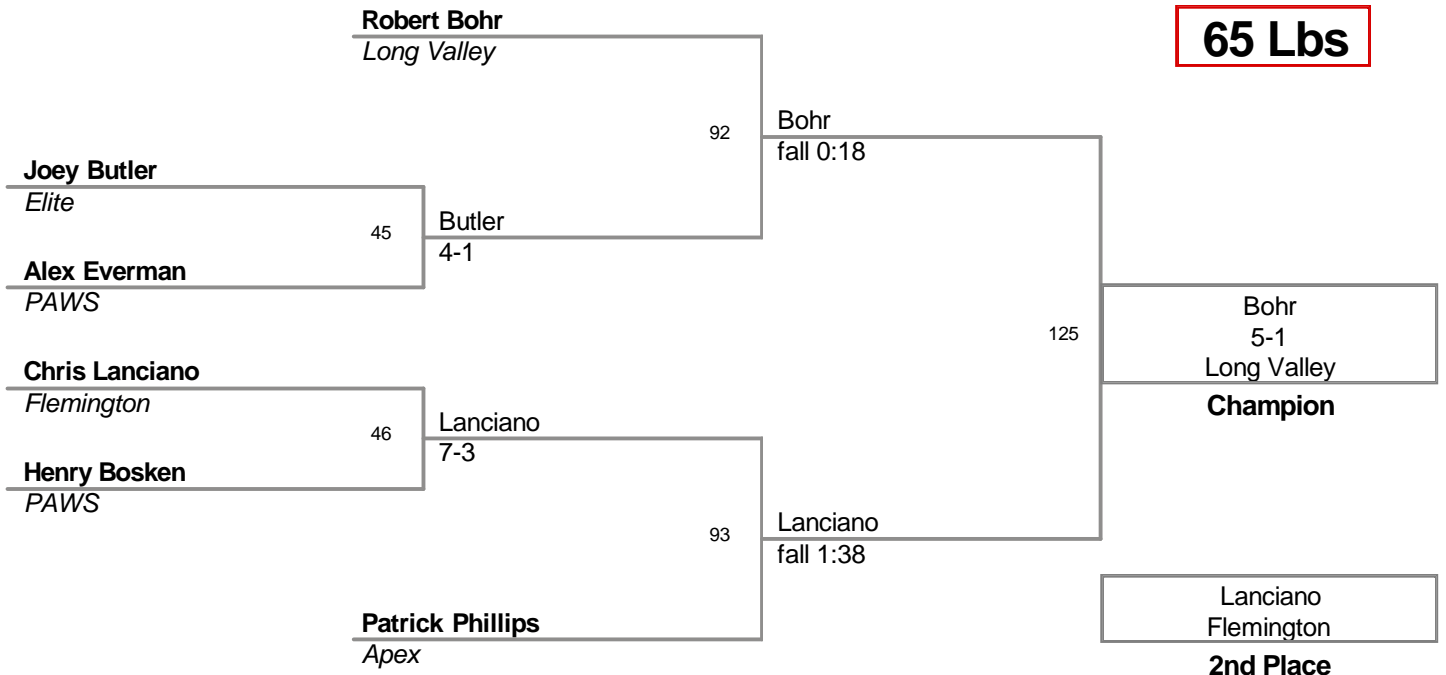 Robert Bohr
Long Valley
65 Lbs
92
Bohr
fall 0:18
Joey Butler
Elite
45
Butler
4-1
Alex Everman
PAWS
Bohr
5-1
Long Valley
Champion
125
Chris Lanciano
Flemington
46
Lanciano
7-3
Henry Bosken
PAWS
93
Lanciano
fall 1:38
Patrick Phillips
Apex
Lanciano
Flemington
2nd Place